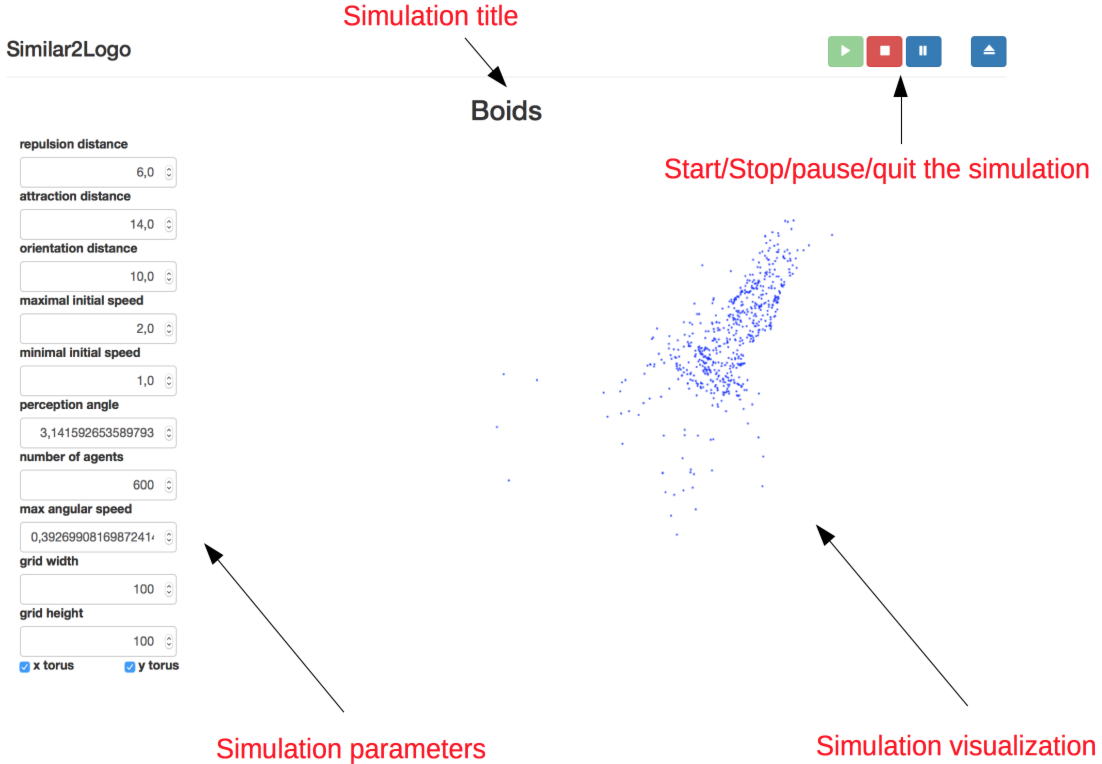 Simulation title
Similar2Logo
Boids
Start/Stop/pause/quit the simulation
repulsion distance
6,0
attraction distance
14,0
orientation distance
10,0
maximal initial speed
2,0
minimal initial speed
1,0
perception angle
3,141592653589793
number of agents
600
max angular speed
0,392699081698724
grid width
100
grid height
100
x torus y torus
Simulation parameters
Simulation visualization